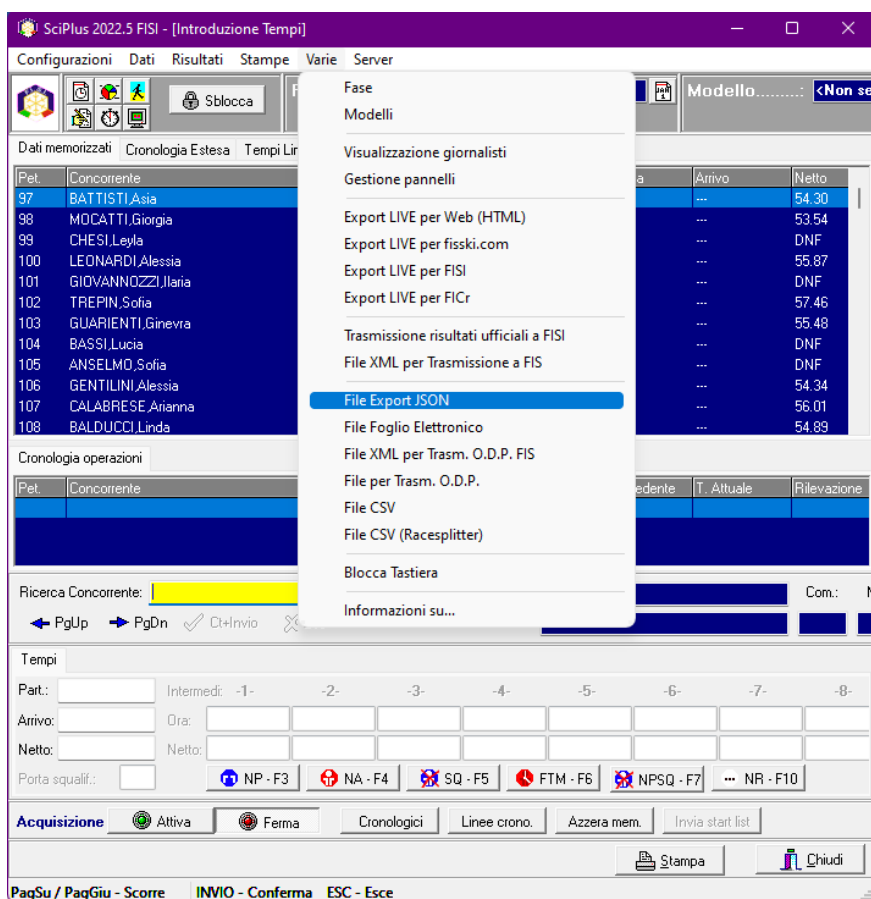 SciPlus 2022.5 FISI - [Introduzione Tempi]
Configurazioni Dati Risultati Stampe Varie Server
Sblocca
Modello.........: <Non se
Dati memorizzati Cronologia Estesa Tempi Lin
Pet. Concorrente a Arrivo Netto
97 BATTISTI,Asia --- 54.30
98 MOCATTI,Giorgia --- 53.54
99 CHESI,Leyla --- DNF
100 LEONARDI,Alessia --- 55.87
101 GIOVANNOZZI,Ilaria --- DNF
102 TREPIN,Sofia --- 57.46
103 GUARIENTI,Ginevra --- 55.48
104 BASSI,Lucia --- DNF
105 ANSELMO,Sofia --- DNF
106 GENTILINI,Alessia --- 54.34
107 CALABRESE,Arianna --- 56.01
108 BALDUCCI,Linda --- 54.89
Fase
Modelli
Visualizzazione giornalisti
Gestione pannelli
Export LIVE per Web (HTML)
Export LIVE per fisski.com
Export LIVE per FISI
Export LIVE per FICr
Trasmissione risultati ufficiali a FISI
File XML per Trasmissione a FIS
File Export JSON
File Foglio Elettronico
File XML per Trasm. O.D.P. FIS
File per Trasm. O.D.P.
File CSV
File CSV (Racesplitter)
Blocca Tastiera
Informazioni su...
Cronologia operazioni
Pet. Concorrente edente T. Attuale Rilevazione
Ricerca Concorrente: Com.: N
PgUp PgDn Ct+Invio
Tempi
Part.: Intermedi: -1- -2- -3- -4- -5- -6- -7- -8-
Arrivo: Ora:
Netto: Netto:
Porta squalif.: NP - F3 NA - F4 SQ - F5 FTM - F6 NPSQ - F7 NR - F10
Acquisizione Attiva Ferma Cronologici Linee crono. Azzera mem. Invia start list
Stampa Chiudi
PagSu / PagGiu - Scorre INVIO - Conferma ESC - Esce